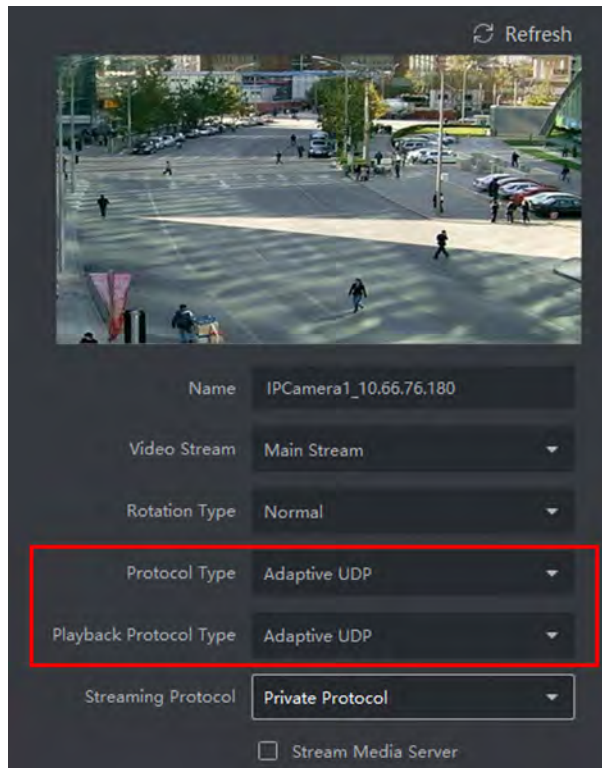 Refresh
Name IPCamera1_10.66.76.180
Video Stream Main Stream
Rotation Type Normal
Protocol Type Adaptive UDP
Playback Protocol Type Adaptive UDP
Streaming Protocol Private Protocol
Stream Media Server